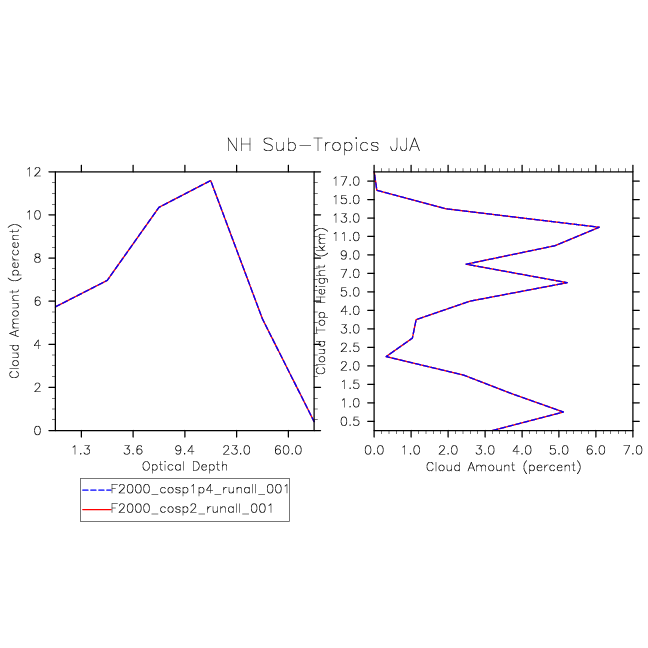 NH Sub-Tropics JJA
Cloud Amount (percent)
12
10
8
6
4
2
0
1.3 3.6 9.4 23.0 60.0
Optical Depth
Cloud Top Height (km)
17.0
15.0
13.0
11.0
9.0
7.0
5.0
4.0
3.0
2.5
2.0
1.5
1.0
0.5
0.0 1.0 2.0 3.0 4.0 5.0 6.0 7.0
Cloud Amount (percent)
F2000_cosp1p4_runall_001
F2000_cosp2_runall_001